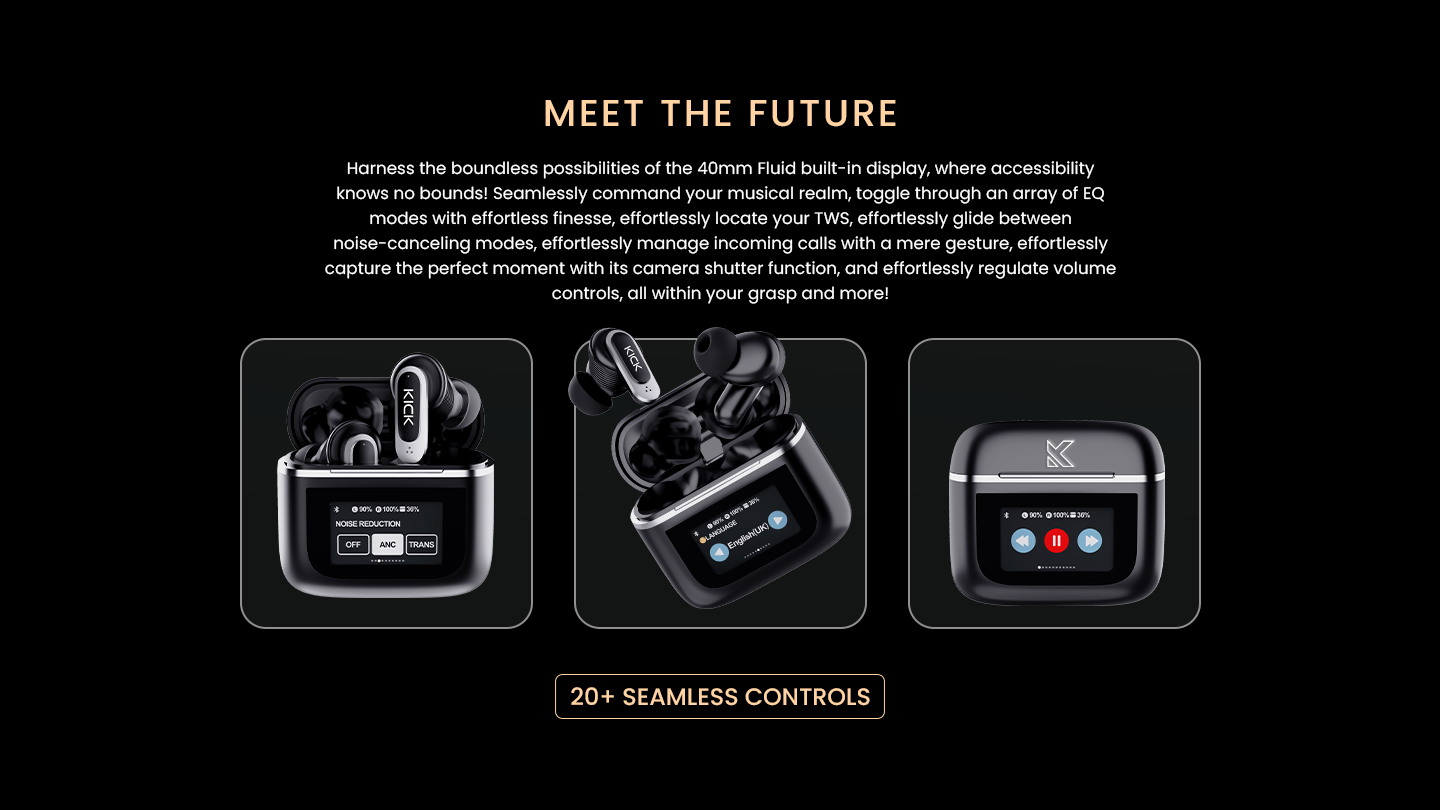 MEET THE FUTURE
Harness the boundless possibilities of the 40mm Fluid built-in display, where accessibility
knows no bounds! Seamlessly command your musical realm, toggle through an array of EQ
modes with effortless finesse, effortlessly locate your TWS, effortlessly glide between
noise-canceling modes, effortlessly manage incoming calls with a mere gesture, effortlessly
capture the perfect moment with its camera shutter function, and effortlessly regulate volume
controls, all within your grasp and more!
KICK
L 90% R 100% 36%
NOISE REDUCTION
OFF ANC TRANS
KICK
L 90% R 100% 36%
LANGUAGE
English(UK)
K
L 90% R 100% 36%
20+ SEAMLESS CONTROLS